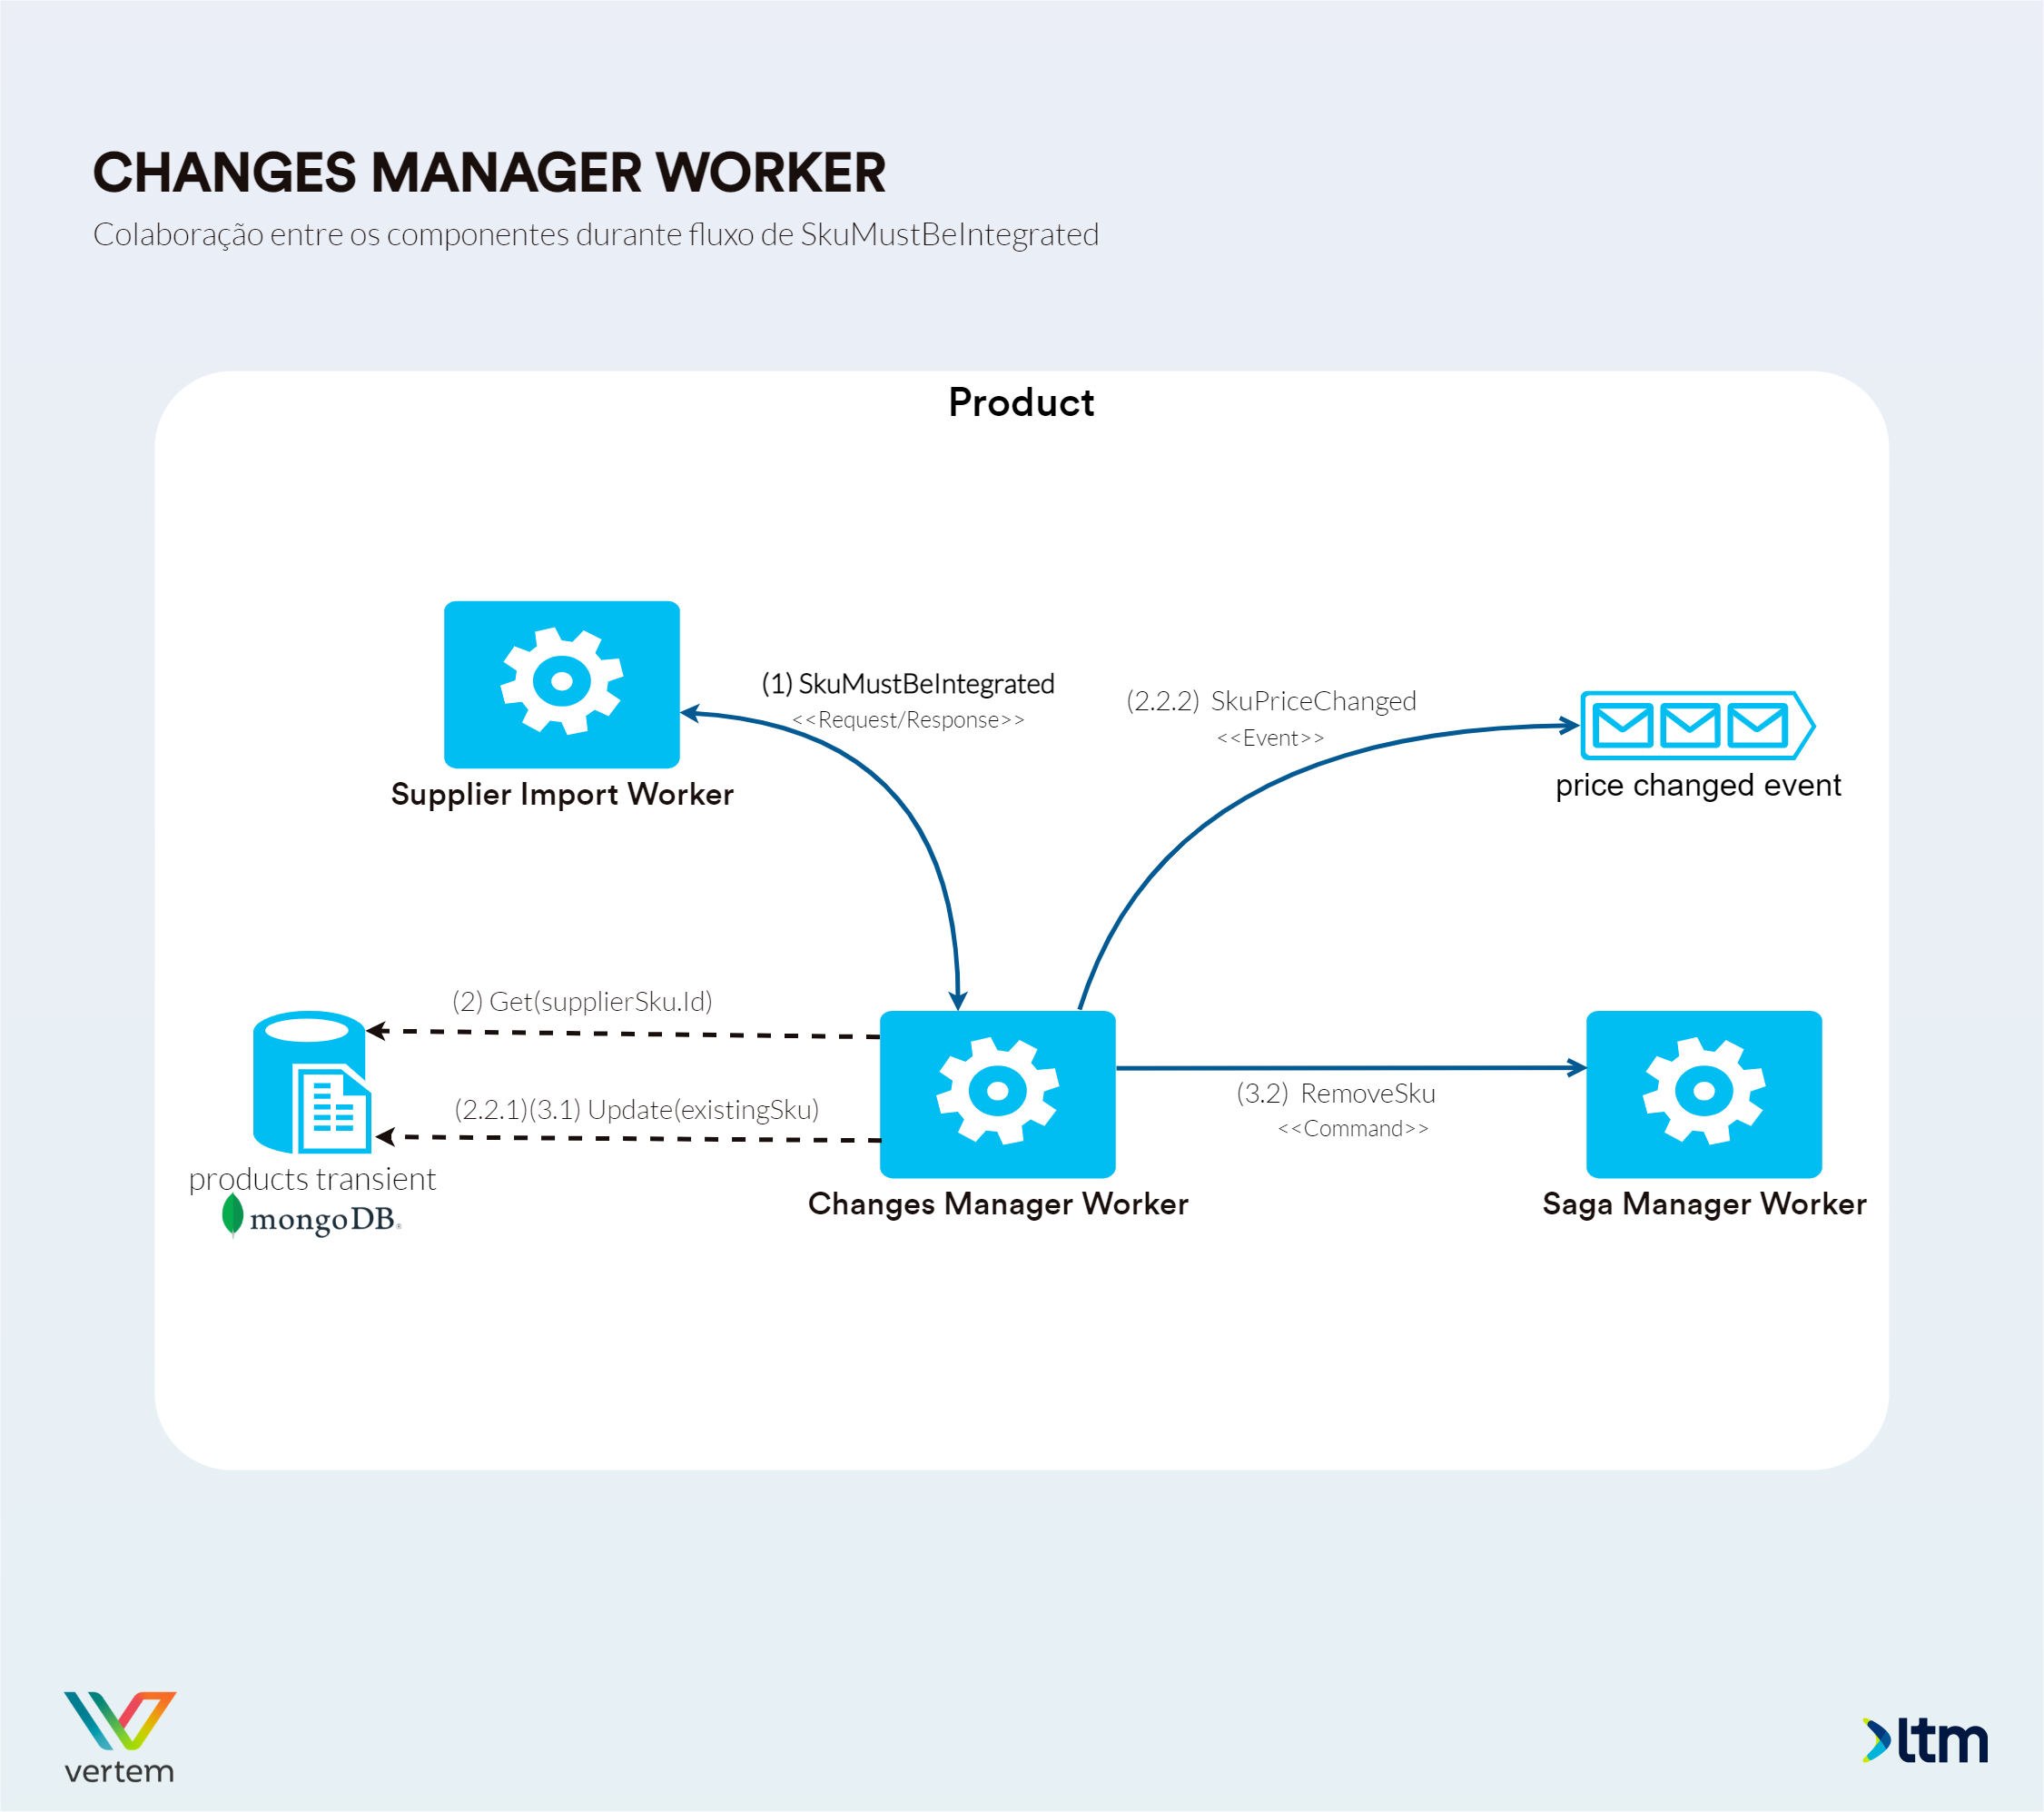 CHANGES MANAGER WORKER
Colaboração entre os componentes durante fluxo de SkuMustBeIntegrated
Product
(1) SkuMustBeIntegrated
<<Request/Response>>
(2.2.2) SkuPriceChanged
<<Event>>
price changed event
Supplier Import Worker
(2) Get(supplierSku.Id)
(2.2.1)(3.1) Update(existingSku)
(3.2) RemoveSku
<<Command>>
products transient
mongoDB®
Changes Manager Worker
Saga Manager Worker
vertem
ltm